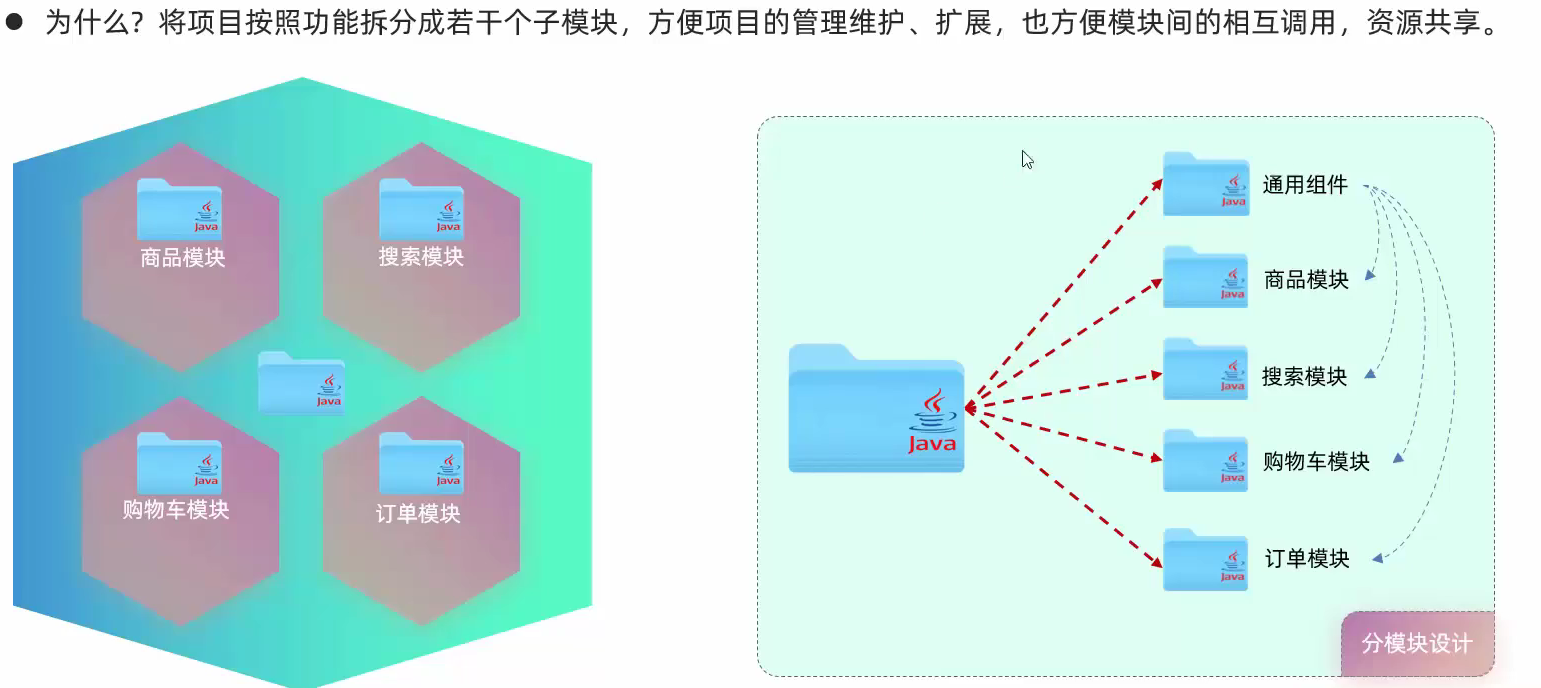 ● 为什么？将项目按照功能拆分成若干个子模块，方便项目的管理维护、扩展，也方便模块间的相互调用，资源共享。
Java
商品模块
Java
搜索模块
Java
Java
购物车模块
Java
订单模块
Java
Java
通用组件
Java
商品模块
Java
搜索模块
Java
购物车模块
Java
订单模块
分模块设计